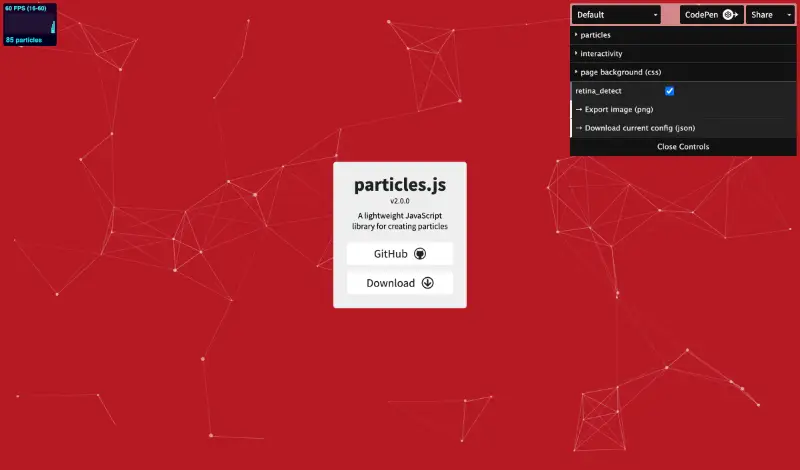 60 FPS (15-60)
85 particles
Default
CodePen
Share
particles
interactivity
page background (css)
retina_detect
→ Export image (png)
→ Download current config (json)
Close Controls
particles.js
v2.0.0
A lightweight JavaScript
library for creating particles
GitHub
Download